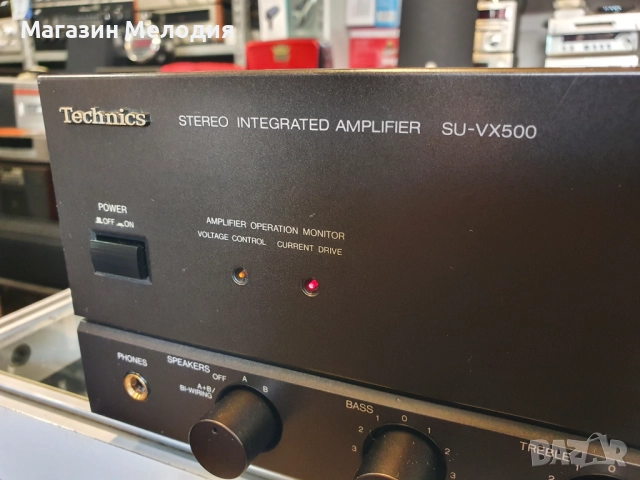 Магазин Мелодия
Technics
STEREO INTEGRATED AMPLIFIER SU-VX500
POWER
OFF ON
AMPLIFIER OPERATION MONITOR
VOLTAGE CONTROL CURRENT DRIVE
PHONES
SPEAKERS
OFF A B
A+B/
BI-WIRING
BASS
3 2 1 0 1 2 3
TREBLE
2 1 0
BAZAR